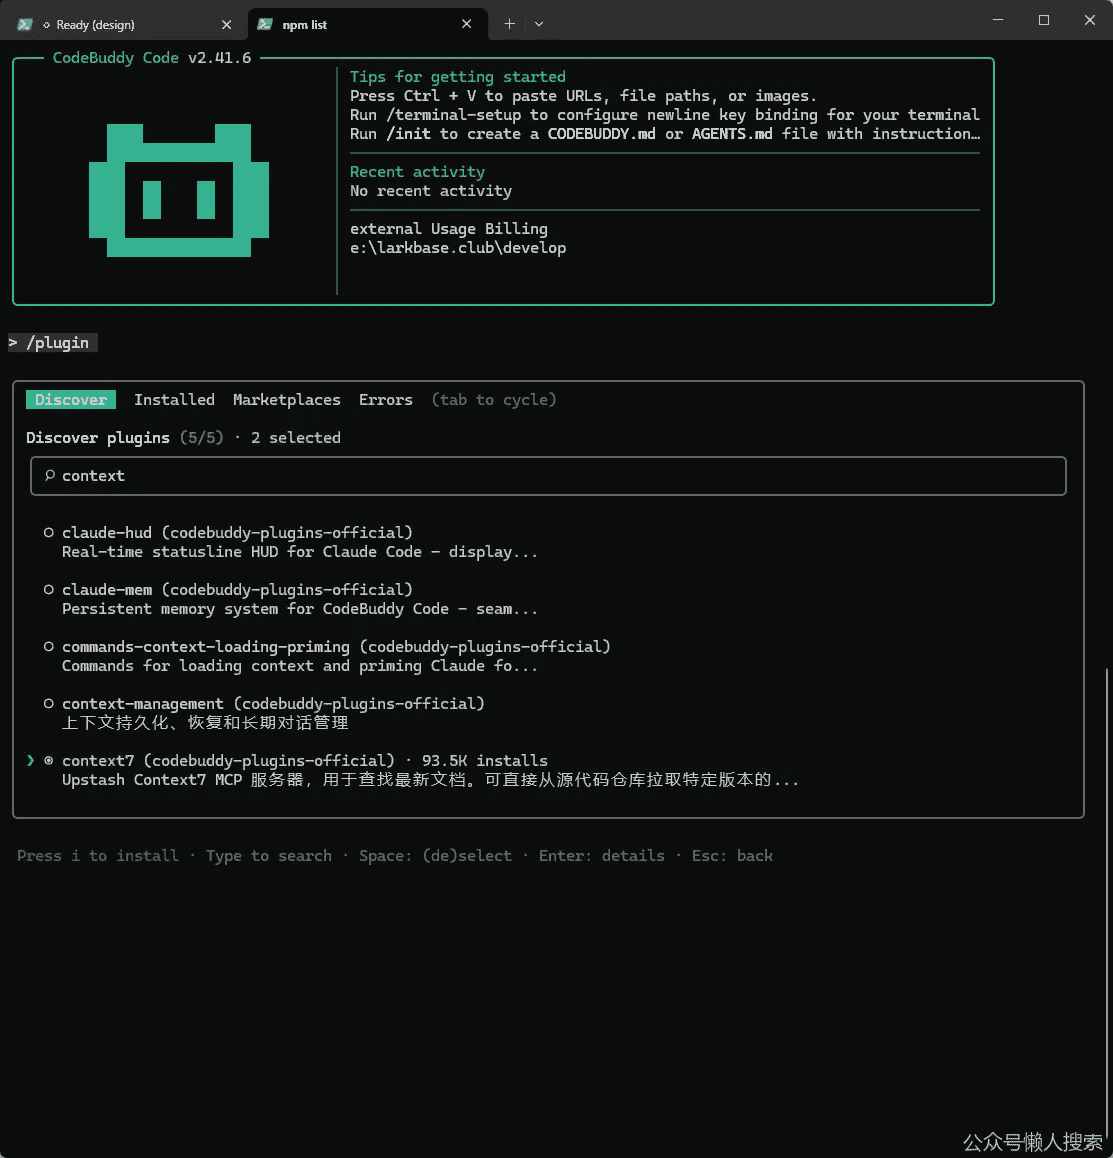 Ready (design)
npm list
CodeBuddy Code v2.41.6
Tips for getting started
Press Ctrl + V to paste URLs, file paths, or images.
Run /terminal-setup to configure newline key binding for your terminal
Run /init to create a CODEBUDDY.md or AGENTS.md file with instruction…
Recent activity
No recent activity
external Usage Billing
e:\larkbase.club\develop
> /plugin
Discover Installed Marketplaces Errors (tab to cycle)
Discover plugins (5/5) · 2 selected
context
claude-hud (codebuddy-plugins-official)
Real-time statusline HUD for Claude Code - display...
claude-mem (codebuddy-plugins-official)
Persistent memory system for CodeBuddy Code - seam...
commands-context-loading-priming (codebuddy-plugins-official)
Commands for loading context and priming Claude fo...
context-management (codebuddy-plugins-official)
上下文持久化、恢复和长期对话管理
❯ context7 (codebuddy-plugins-official) · 93.5K installs
Upstash Context7 MCP 服务器，用于查找最新文档。可直接从源代码仓库拉取特定版本的...
Press i to install · Type to search · Space: (de)select · Enter: details · Esc: back
公众号懒人搜索